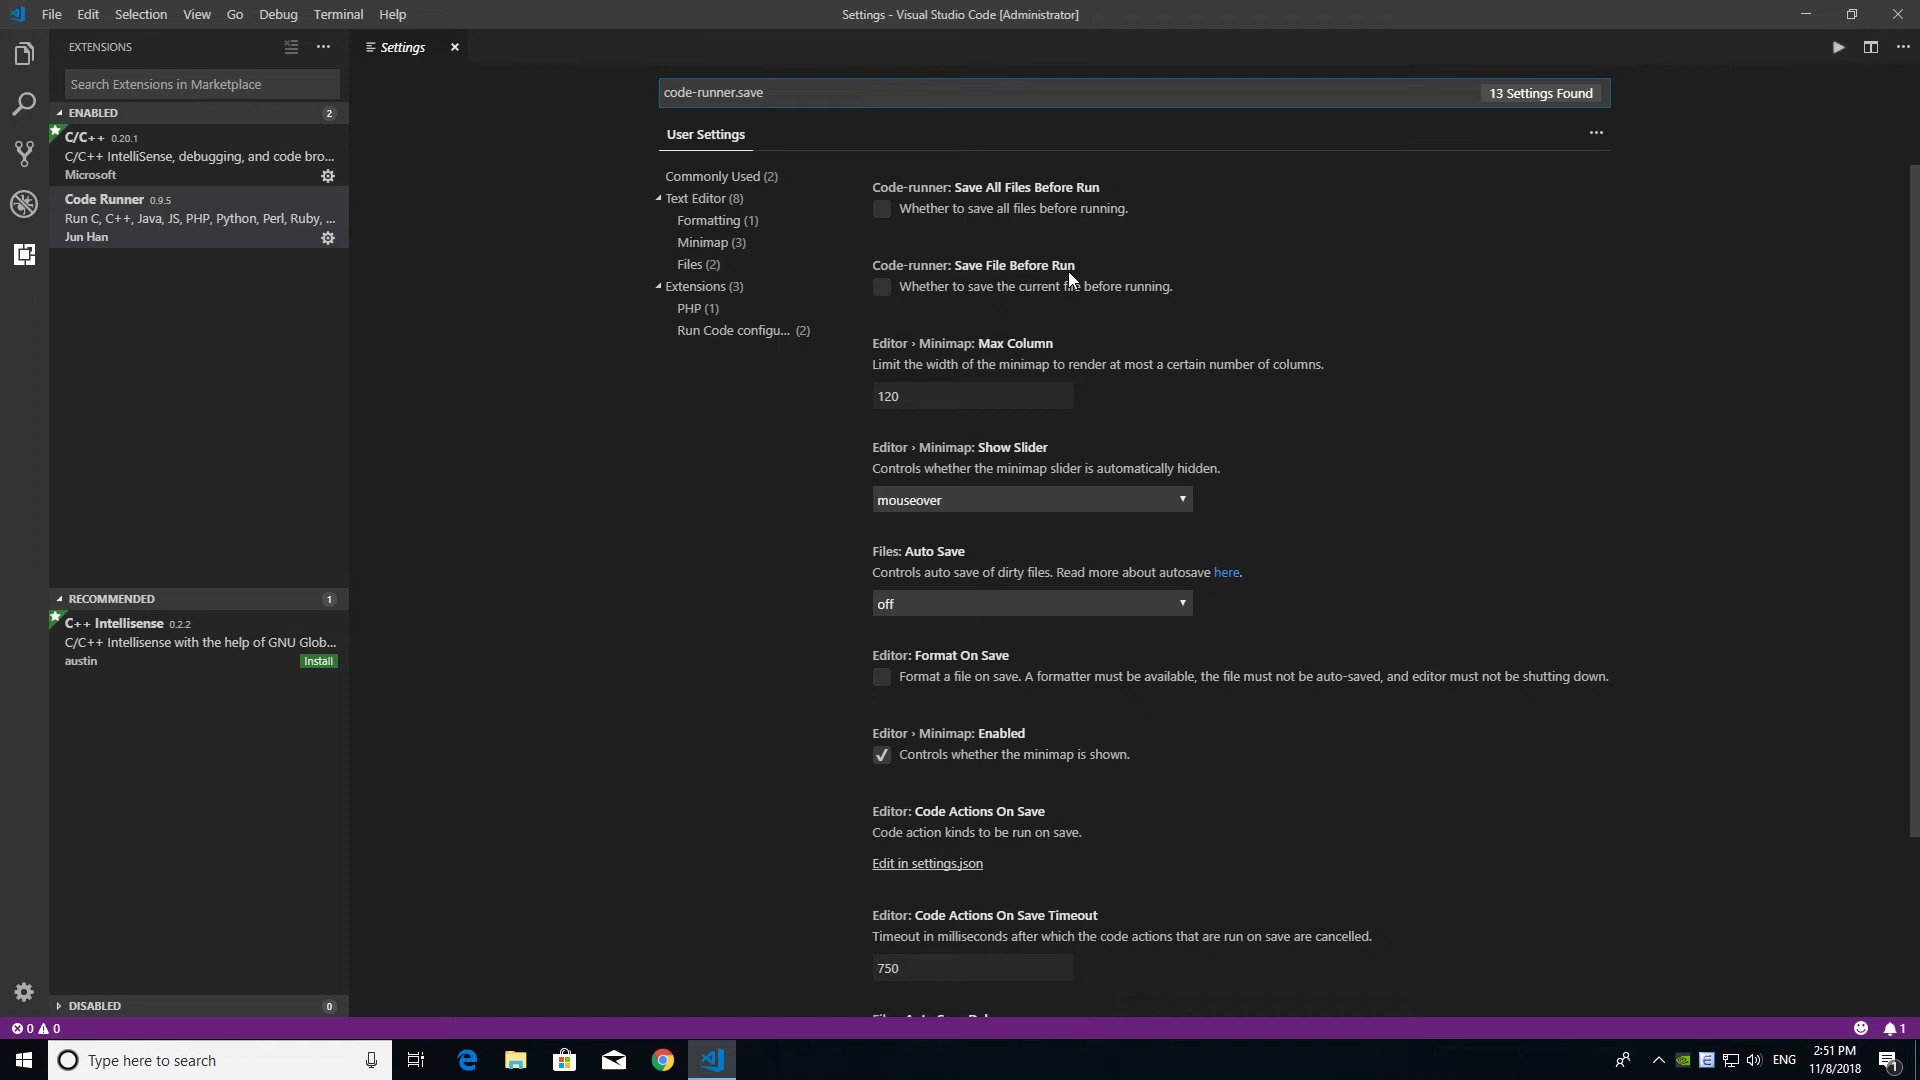 File Edit Selection View Go Debug Terminal Help
Settings - Visual Studio Code [Administrator]
EXTENSIONS
Settings
Search Extensions in Marketplace
code-runner.save
13 Settings Found
ENABLED 2
C/C++ 0.20.1
C/C++ IntelliSense, debugging, and code bro...
Microsoft
Code Runner 0.9.5
Run C, C++, Java, JS, PHP, Python, Perl, Ruby, ...
Jun Han
RECOMMENDED 1
C++ Intellisense 0.2.2
C/C++ Intellisense with the help of GNU Glob...
austin
Install
DISABLED 0
User Settings
Commonly Used (2)
Text Editor (8)
Formatting (1)
Minimap (3)
Files (2)
Extensions (3)
PHP (1)
Run Code configu... (2)
Code-runner: Save All Files Before Run
Whether to save all files before running.
Code-runner: Save File Before Run
Whether to save the current file before running.
Editor › Minimap: Max Column
Limit the width of the minimap to render at most a certain number of columns.
120
Editor › Minimap: Show Slider
Controls whether the minimap slider is automatically hidden.
mouseover
Files: Auto Save
Controls auto save of dirty files. Read more about autosave here.
off
Editor: Format On Save
Format a file on save. A formatter must be available, the file must not be auto-saved, and editor must not be shutting down.
Editor › Minimap: Enabled
Controls whether the minimap is shown.
Editor: Code Actions On Save
Code action kinds to be run on save.
Edit in settings.json
Editor: Code Actions On Save Timeout
Timeout in milliseconds after which the code actions that are run on save are cancelled.
750
0 0
1
Type here to search
ENG
2:51 PM
11/8/2018
1